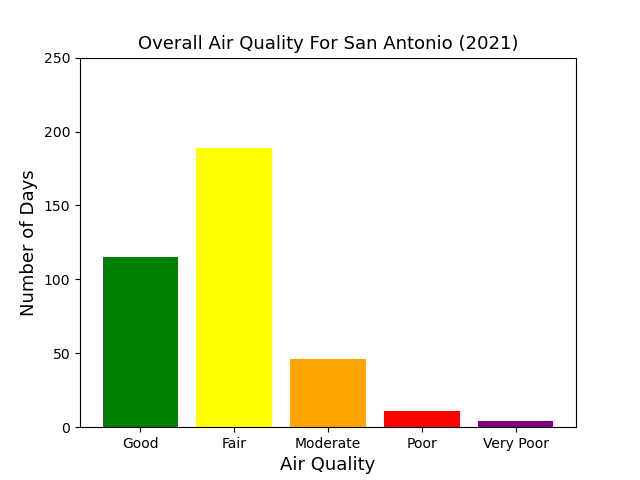 Overall Air Quality For San Antonio (2021)
250
200
150
100
50
0
Number of Days
Good Fair Moderate Poor Very Poor
Air Quality